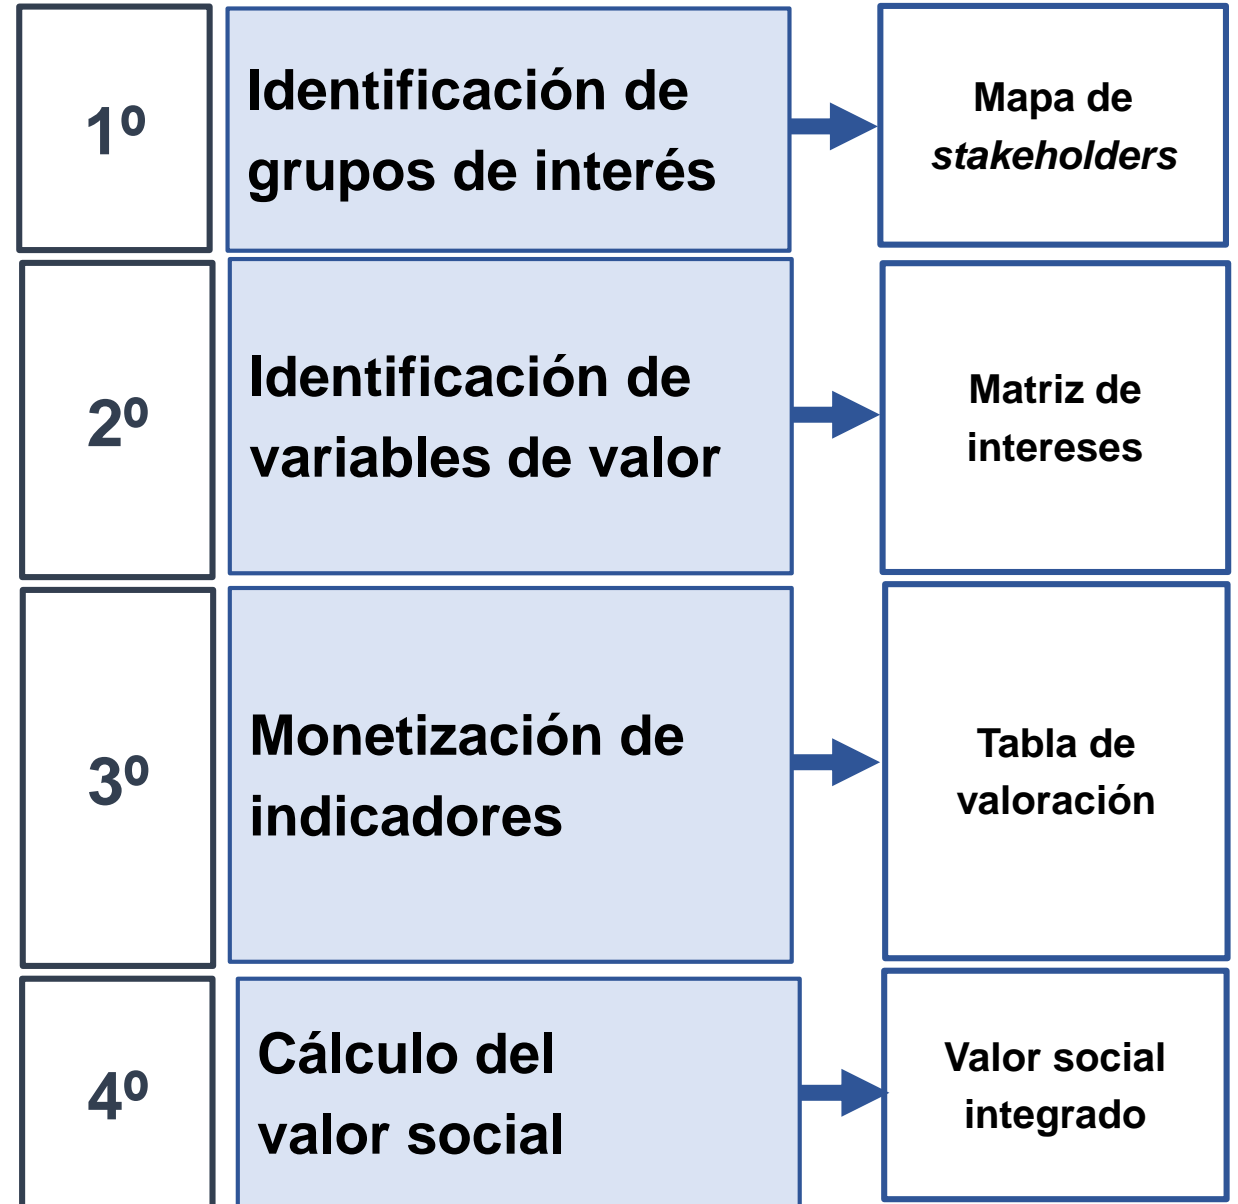 1º
Identificación de
grupos de interés
Mapa de
stakeholders
2º
Identificación de
variables de valor
Matriz de
intereses
3º
Monetización de
indicadores
Tabla de
valoración
4º
Cálculo del
valor social
Valor social
integrado